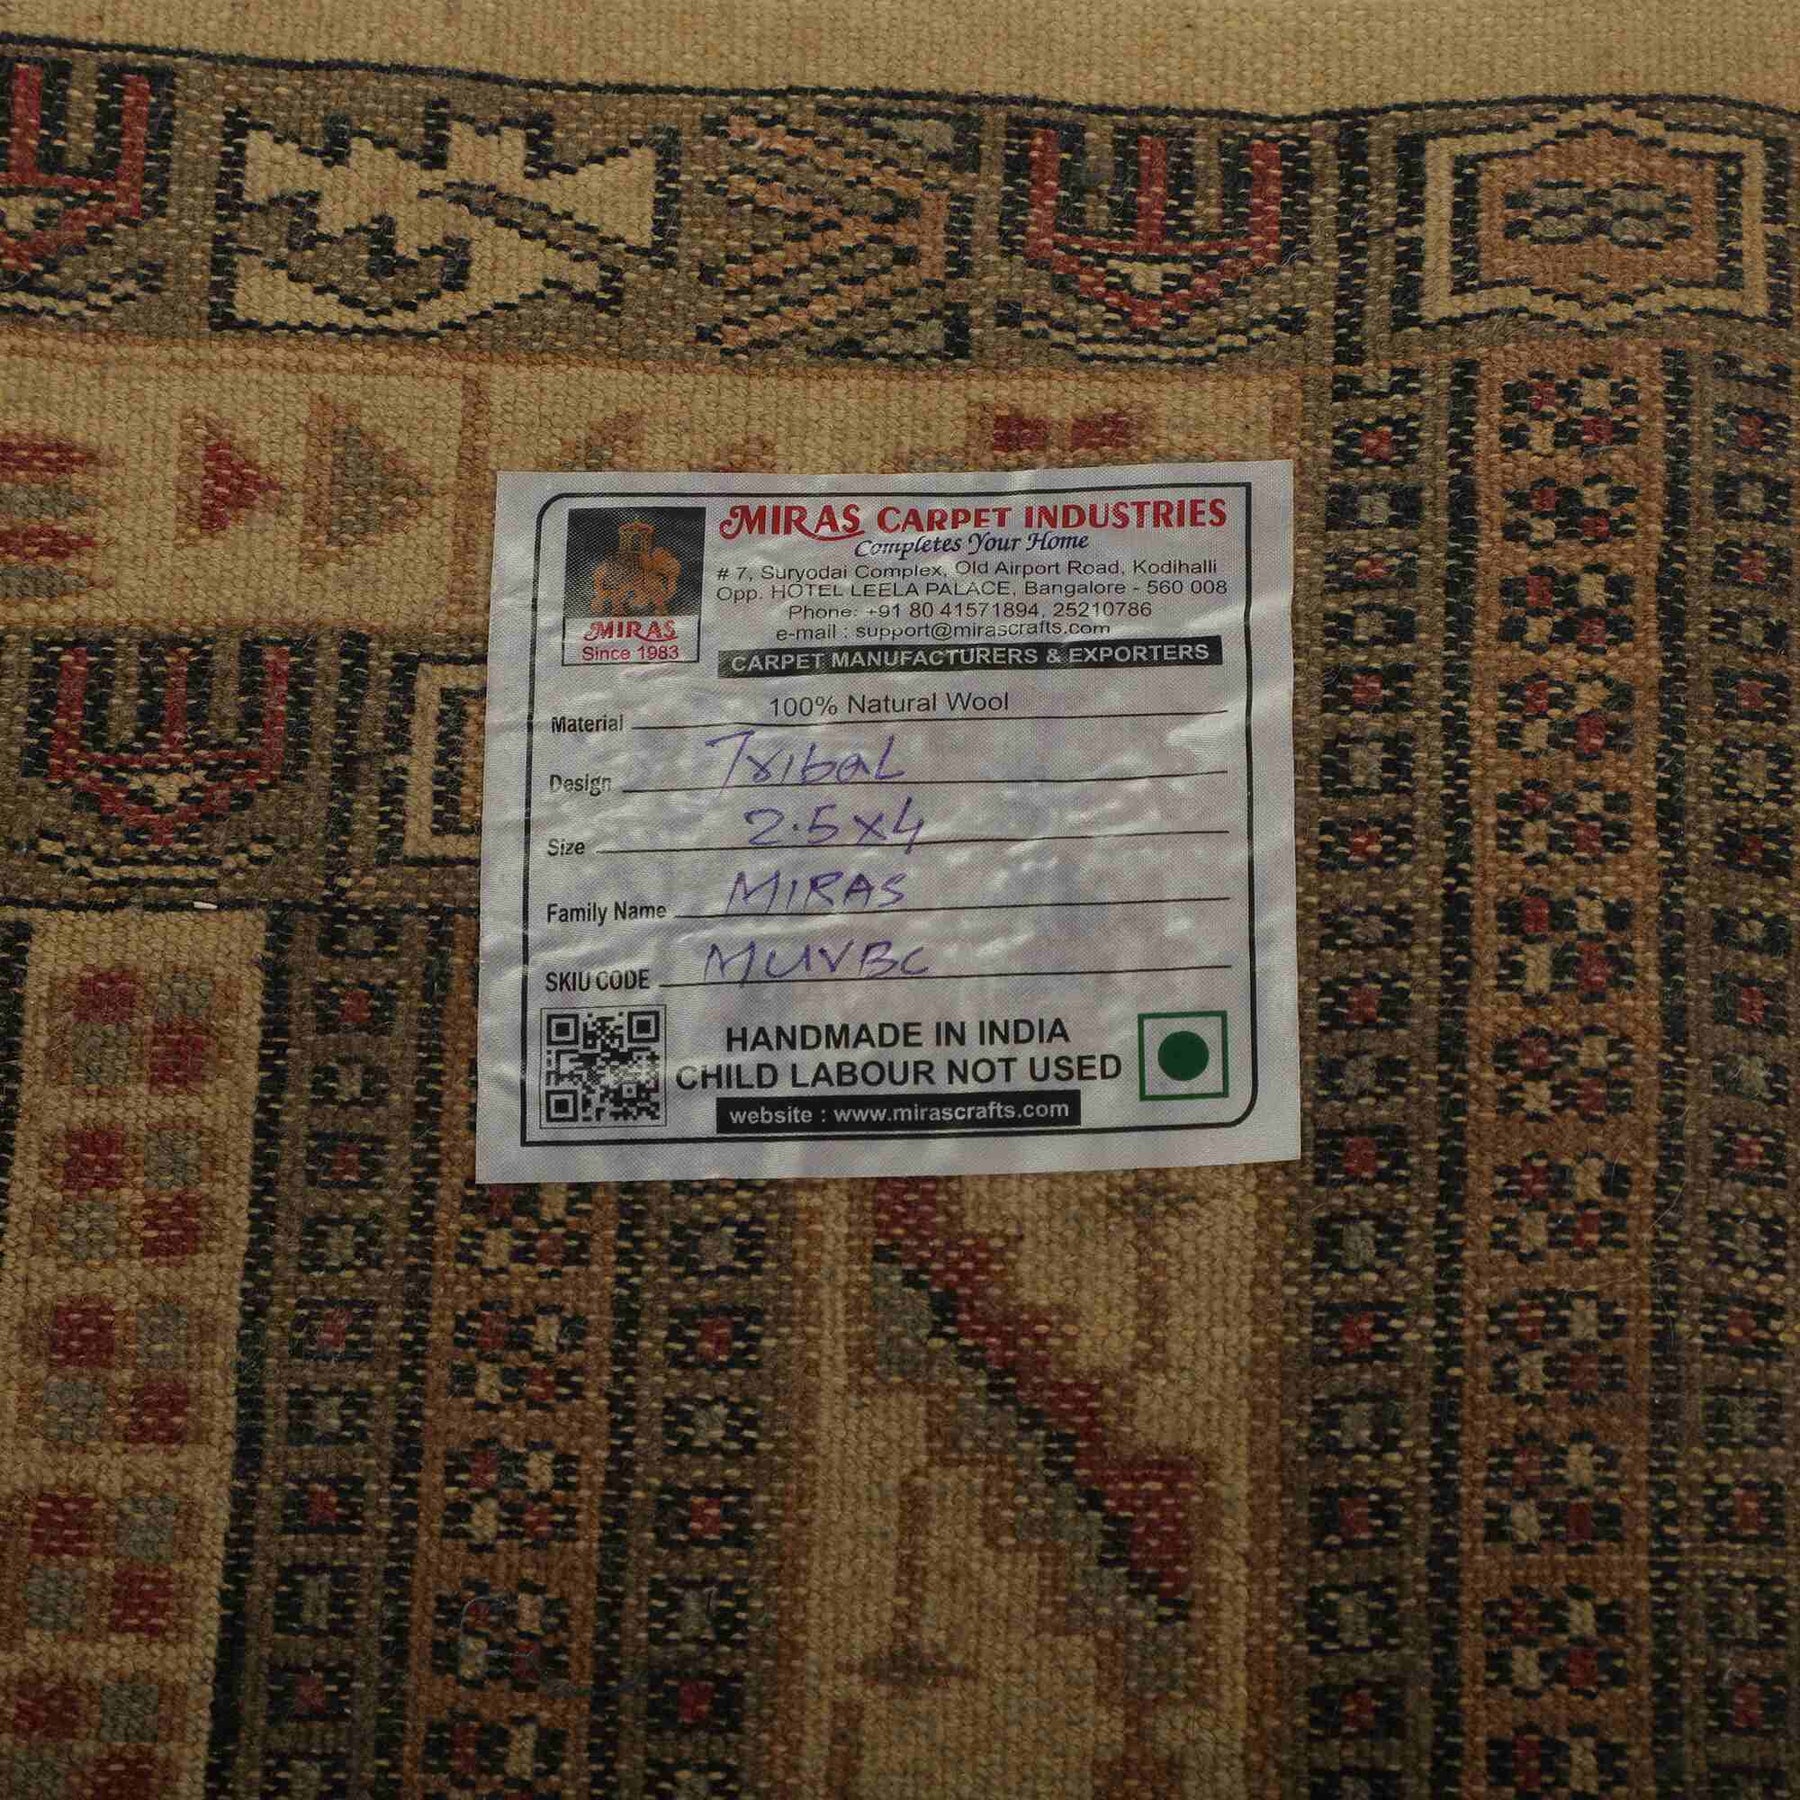 MIRAS CARPET INDUSTRIES
Completes Your Home
# 7, Suryodai Complex, Old Airport Road, Kodihalli
Opp. HOTEL LEELA PALACE, Bangalore - 560 008
Phone: +91 80 41571894, 25210786
e-mail : support@mirascrafts.com
MIRAS
Since 1983
CARPET MANUFACTURERS & EXPORTERS
Material 100% Natural Wool
Design Tribal
Size 2.5x4
Family Name MIRAS
SKIU CODE MUVBC
HANDMADE IN INDIA
CHILD LABOUR NOT USED
website : www.mirascrafts.com